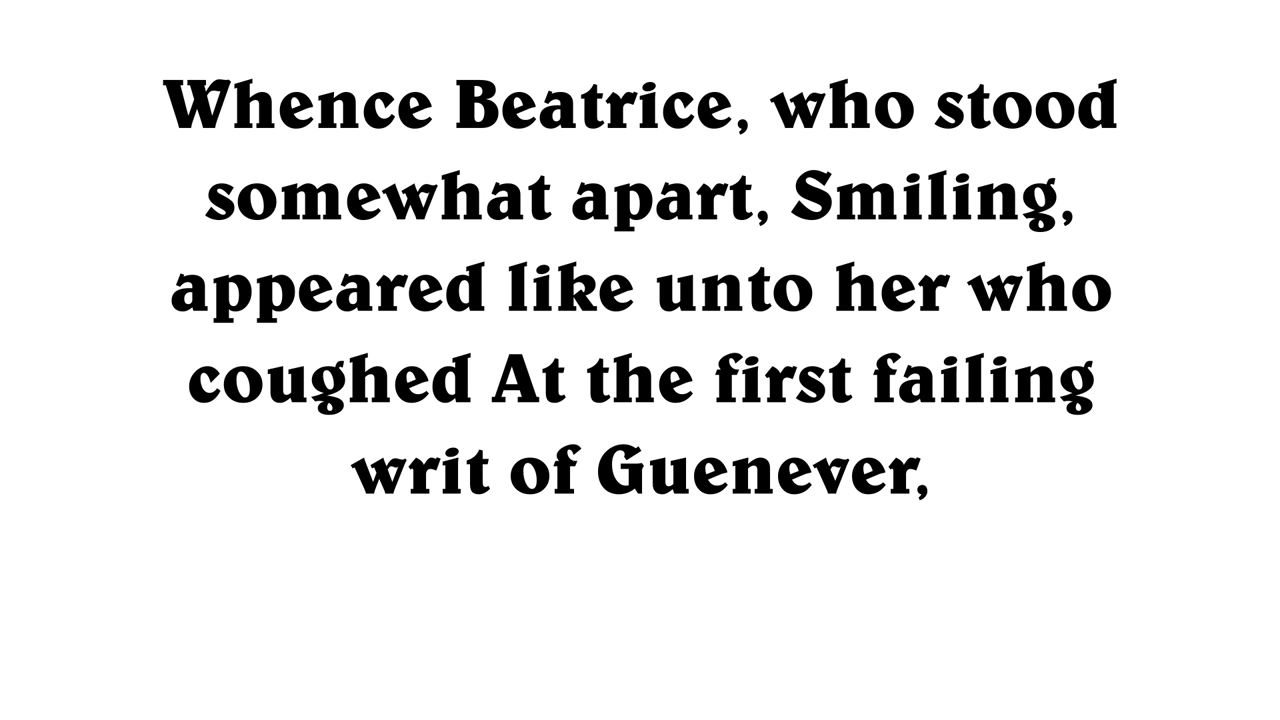 Whence Beatrice, who stood
somewhat apart, Smiling,
appeared like unto her who
coughed At the first failing
writ of Guenever,